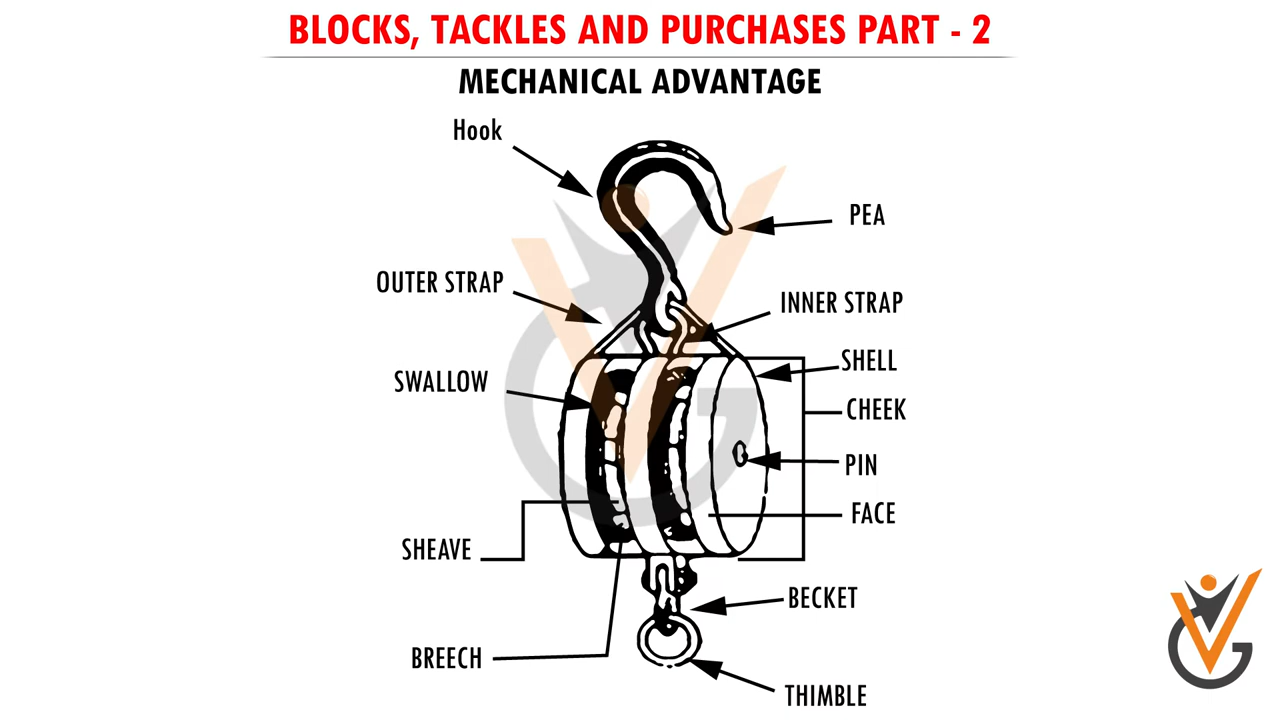 BLOCKS, TACKLES AND PURCHASES PART - 2
MECHANICAL ADVANTAGE
Hook
PEA
OUTER STRAP
INNER STRAP
SHELL
SWALLOW
CHEEK
PIN
FACE
SHEAVE
BECKET
BREECH
THIMBLE